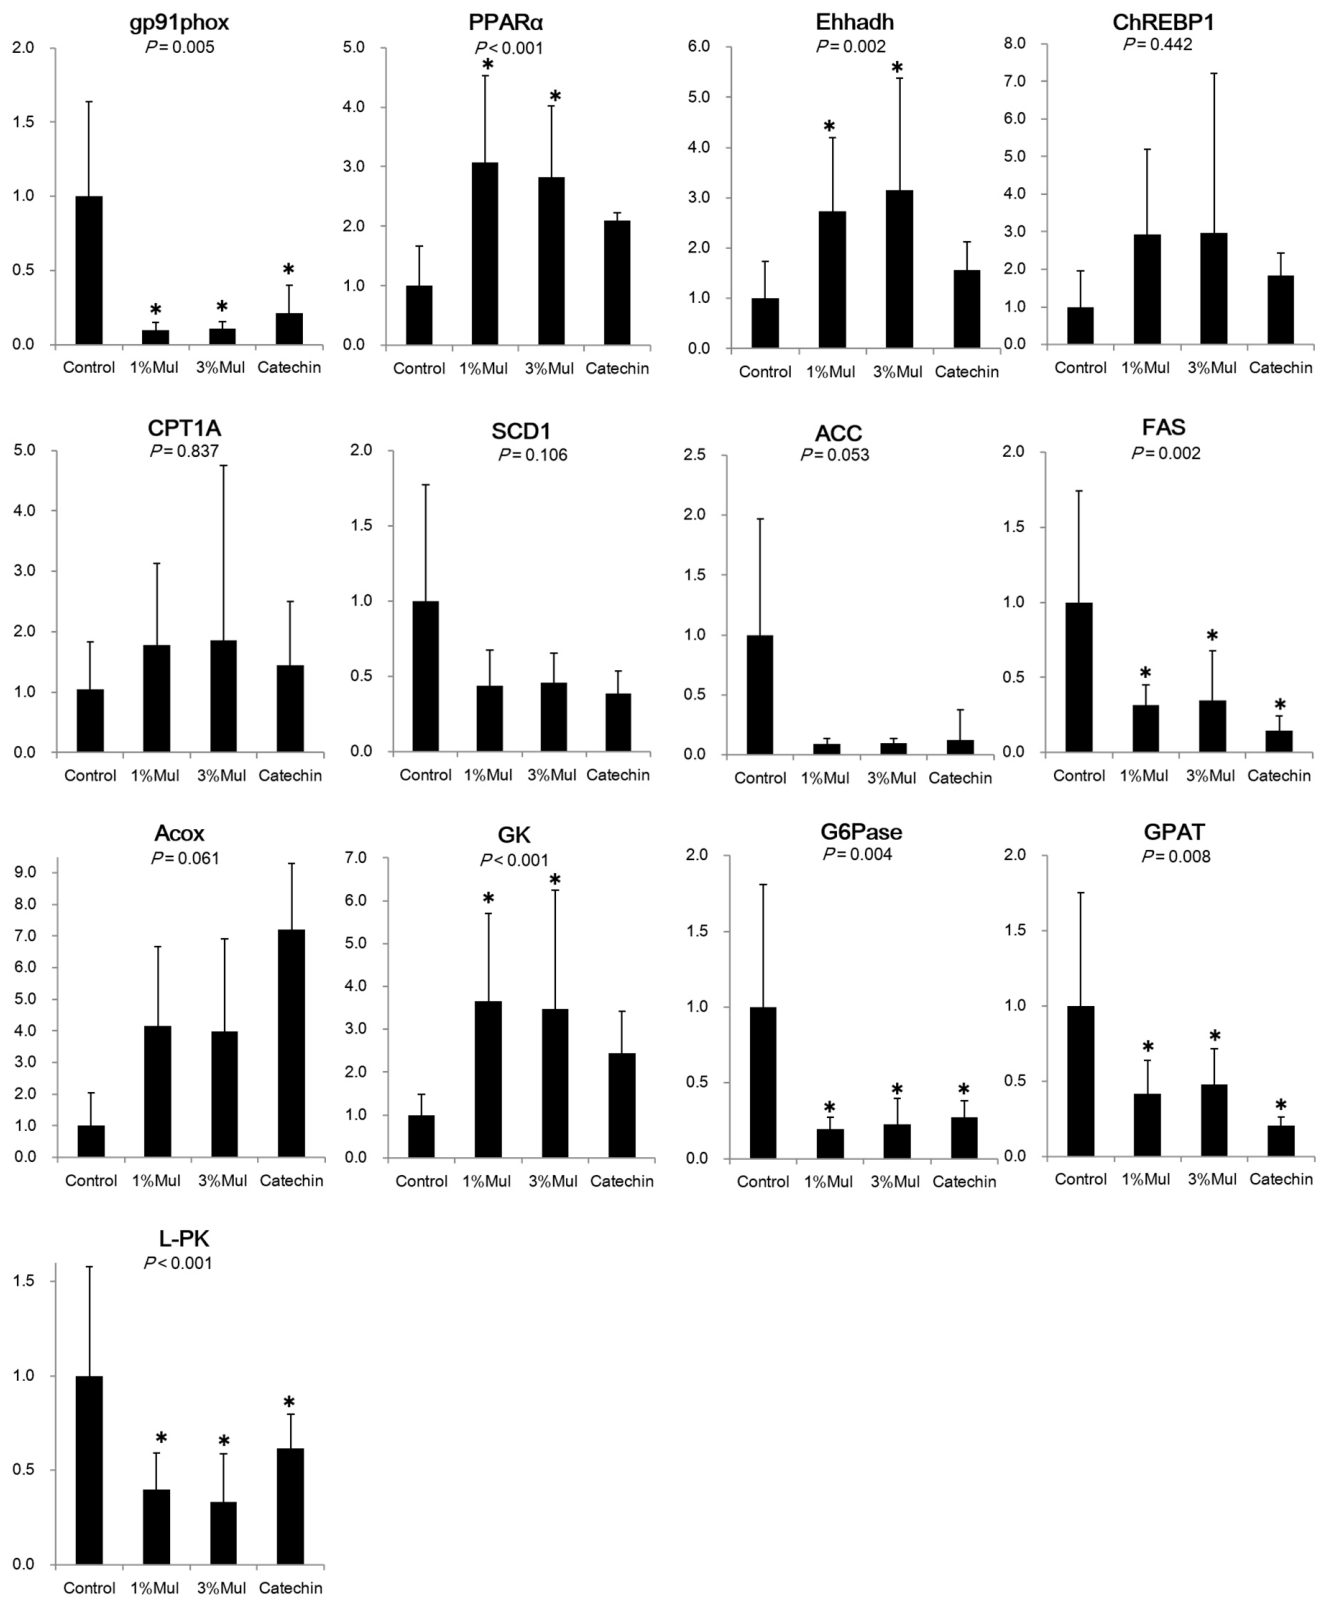 gp91phox
P = 0.005
2.0
1.5
1.0
0.5
0.0
*
*
*
Control 1%Mul 3%Mul Catechin
PPARα
P < 0.001
5.0
4.0
3.0
2.0
1.0
0.0
*
*
Control 1%Mul 3%Mul Catechin
Ehhadh
P = 0.002
6.0
5.0
4.0
3.0
2.0
1.0
0.0
*
*
Control 1%Mul 3%Mul Catechin
ChREBP1
P = 0.442
8.0
7.0
6.0
5.0
4.0
3.0
2.0
1.0
0.0
Control 1%Mul 3%Mul Catechin
CPT1A
P = 0.837
5.0
4.0
3.0
2.0
1.0
0.0
Control 1%Mul 3%Mul Catechin
SCD1
P = 0.106
2.0
1.5
1.0
0.5
0.0
Control 1%Mul 3%Mul Catechin
ACC
P = 0.053
2.5
2.0
1.5
1.0
0.5
0.0
Control 1%Mul 3%Mul Catechin
FAS
P = 0.002
2.0
1.5
1.0
0.5
0.0
*
*
*
Control 1%Mul 3%Mul Catechin
Acox
P = 0.061
9.0
8.0
7.0
6.0
5.0
4.0
3.0
2.0
1.0
0.0
Control 1%Mul 3%Mul Catechin
GK
P < 0.001
7.0
6.0
5.0
4.0
3.0
2.0
1.0
0.0
*
*
Control 1%Mul 3%Mul Catechin
G6Pase
P = 0.004
2.0
1.5
1.0
0.5
0.0
*
*
*
Control 1%Mul 3%Mul Catechin
GPAT
P = 0.008
2.0
1.5
1.0
0.5
0.0
*
*
*
Control 1%Mul 3%Mul Catechin
L-PK
P < 0.001
1.5
1.0
0.5
0.0
*
*
*
Control 1%Mul 3%Mul Catechin